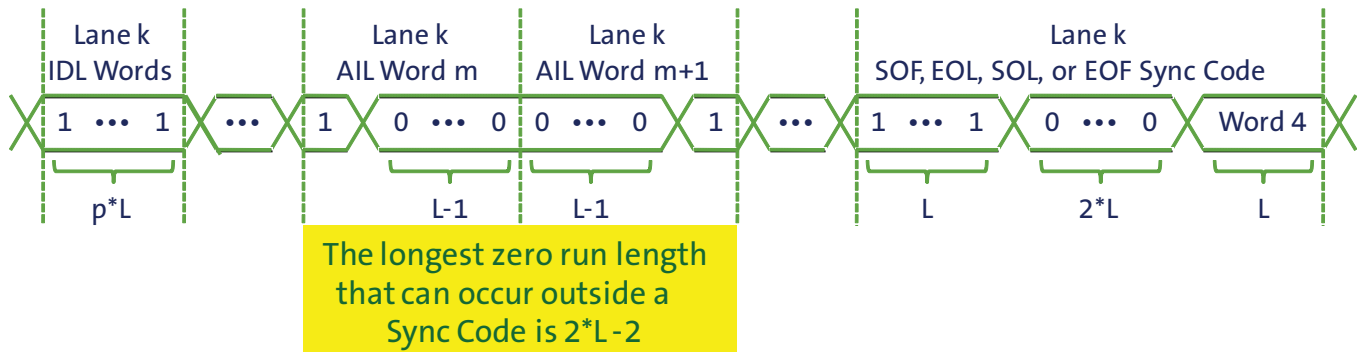 Lane k
IDL Words
Lane k
AIL Word m
Lane k
AIL Word m+1
Lane k
SOF, EOL, SOL, or EOF Sync Code
1 ••• 1 ••• 1 0 ••• 0 0 ••• 0 1 ••• 1 ••• 1 0 ••• 0 Word 4
p*L L-1 L-1 L 2*L L
The longest zero run length
that can occur outside a
Sync Code is 2*L -2